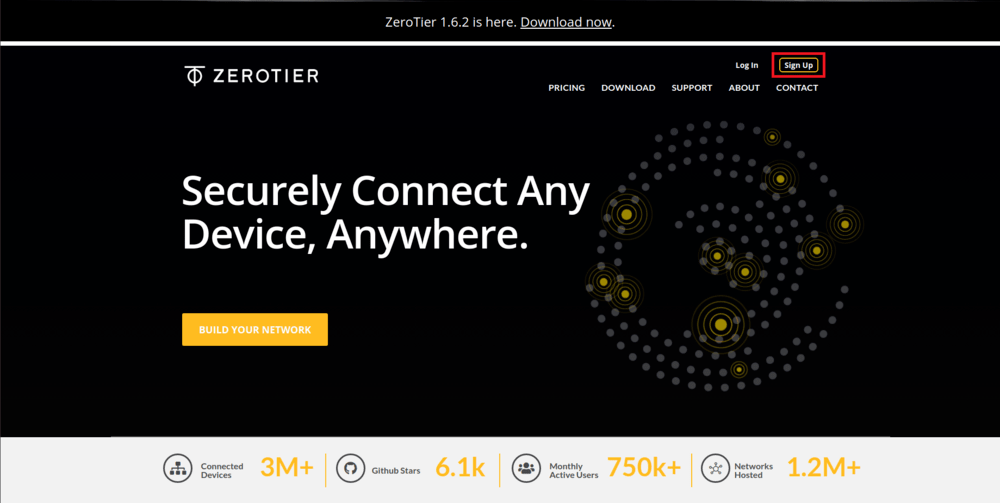 ZeroTier 1.6.2 is here. Download now.
ZEROTIER
Log In
Sign Up
PRICING
DOWNLOAD
SUPPORT
ABOUT
CONTACT
Securely Connect Any
Device, Anywhere.
BUILD YOUR NETWORK
Connected
Devices
3M+
Github Stars
6.1k
Monthly
Active Users
750k+
Networks
Hosted
1.2M+